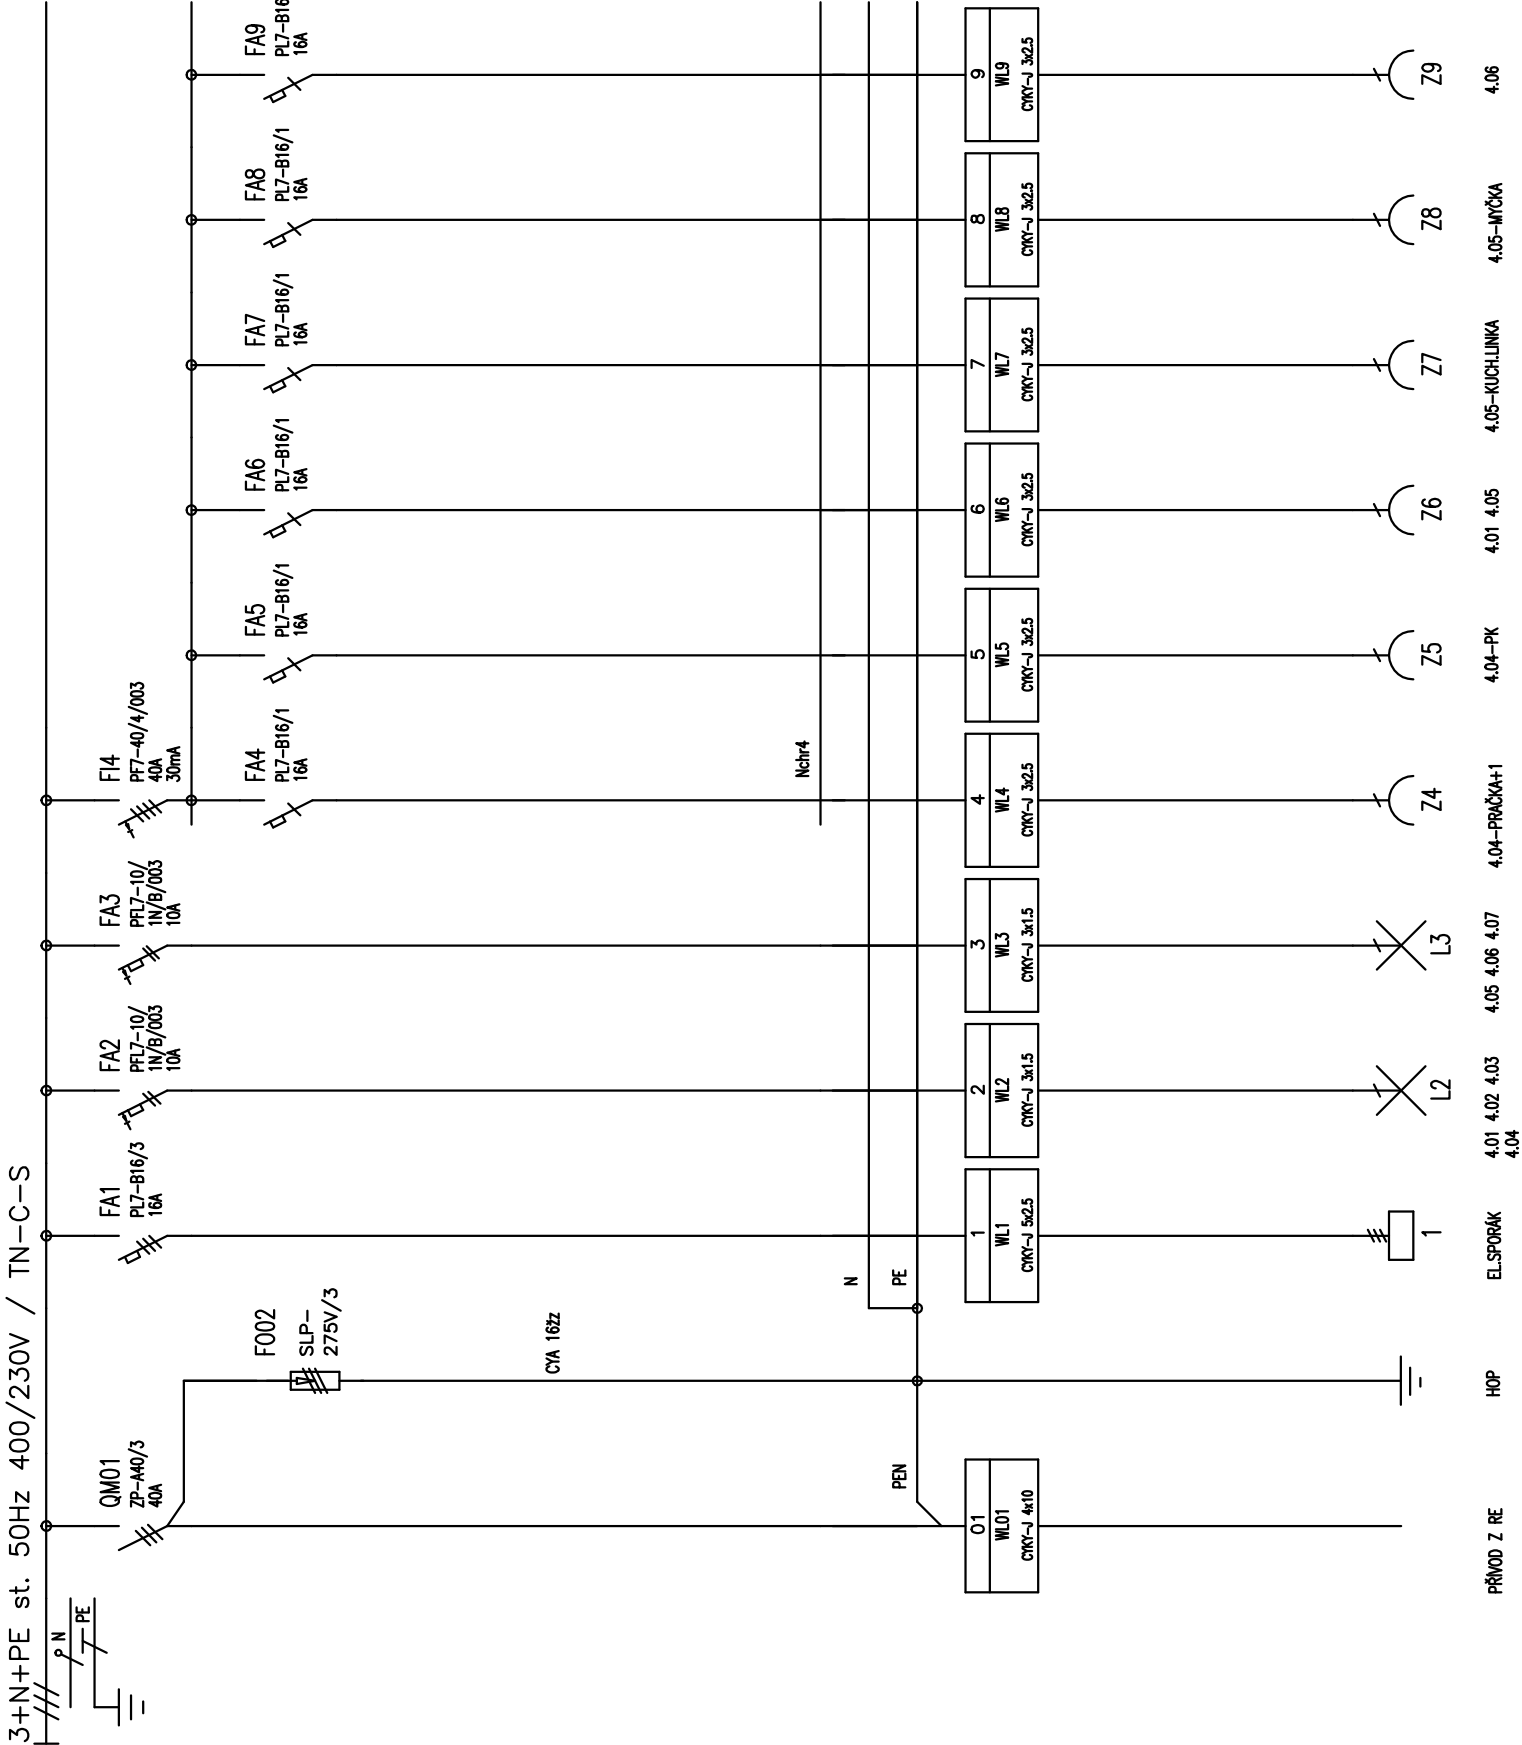 3+N+PE st. 50Hz 400/230V / TN-C-S
N
PE
QM01
ZP-A40/3
40A
F002
SLP-
275V/3
FA1
PL7-B16/3
16A
FA2
PFL7-10/
1N/B/003
10A
FA3
PFL7-10/
1N/B/003
10A
FI4
PF7-40/4/003
40A
30mA
FA4
PL7-B16/1
16A
FA5
PL7-B16/1
16A
FA6
PL7-B16/1
16A
FA7
PL7-B16/1
16A
FA8
PL7-B16/1
16A
FA9
PL7-B16
16A
CYA 16žz
Nchr4
N
PE
PEN
01
WL01
CYKY-J 4x10
1
WL1
CYKY-J 5x2.5
2
WL2
CYKY-J 3x1.5
3
WL3
CYKY-J 3x1.5
4
WL4
CYKY-J 3x2.5
5
WL5
CYKY-J 3x2.5
6
WL6
CYKY-J 3x2.5
7
WL7
CYKY-J 3x2.5
8
WL8
CYKY-J 3x2.5
9
WL9
CYKY-J 3x2.5
1
L2
L3
Z4
Z5
Z6
Z7
Z8
Z9
PŘÍVOD Z RE
HOP
EL.SPORÁK
4.01 4.02 4.03
4.04
4.05 4.06 4.07
4.04-PRAČKA+1
4.04-PK
4.01 4.05
4.05-KUCH.LINKA
4.05-MYČKA
4.06